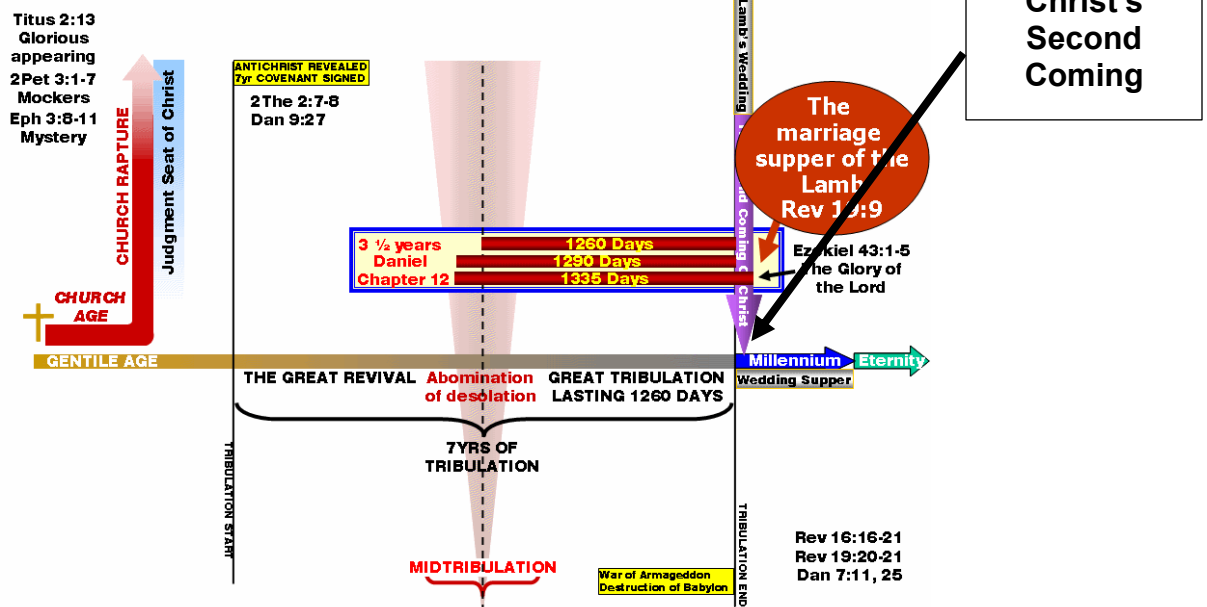 Titus 2:13
Glorious
appearing
2Pet 3:1-7
Mockers
Eph 3:8-11
Mystery
CHURCH RAPTURE
Judgment Seat of Christ
CHURCH
AGE
GENTILE AGE
ANTICHRIST REVEALED
7yr COVENANT SIGNED
2The 2:7-8
Dan 9:27
3 ½ years
1260 Days
Daniel
1290 Days
Chapter 12
1335 Days
Lamb's Wedding
Coming
Christ
The
marriage
supper of the
Lamb
Rev 19:9
Christ's
Second
Coming
Ezekiel 43:1-5
The Glory of
the Lord
Millennium
Eternity
Wedding Supper
THE GREAT REVIVAL
Abomination
of desolation
GREAT TRIBULATION
LASTING 1260 DAYS
7YRS OF
TRIBULATION
TRIBULATION START
MIDTRIBULATION
War of Armageddon
Destruction of Babylon
TRIBULATION END
Rev 16:16-21
Rev 19:20-21
Dan 7:11, 25